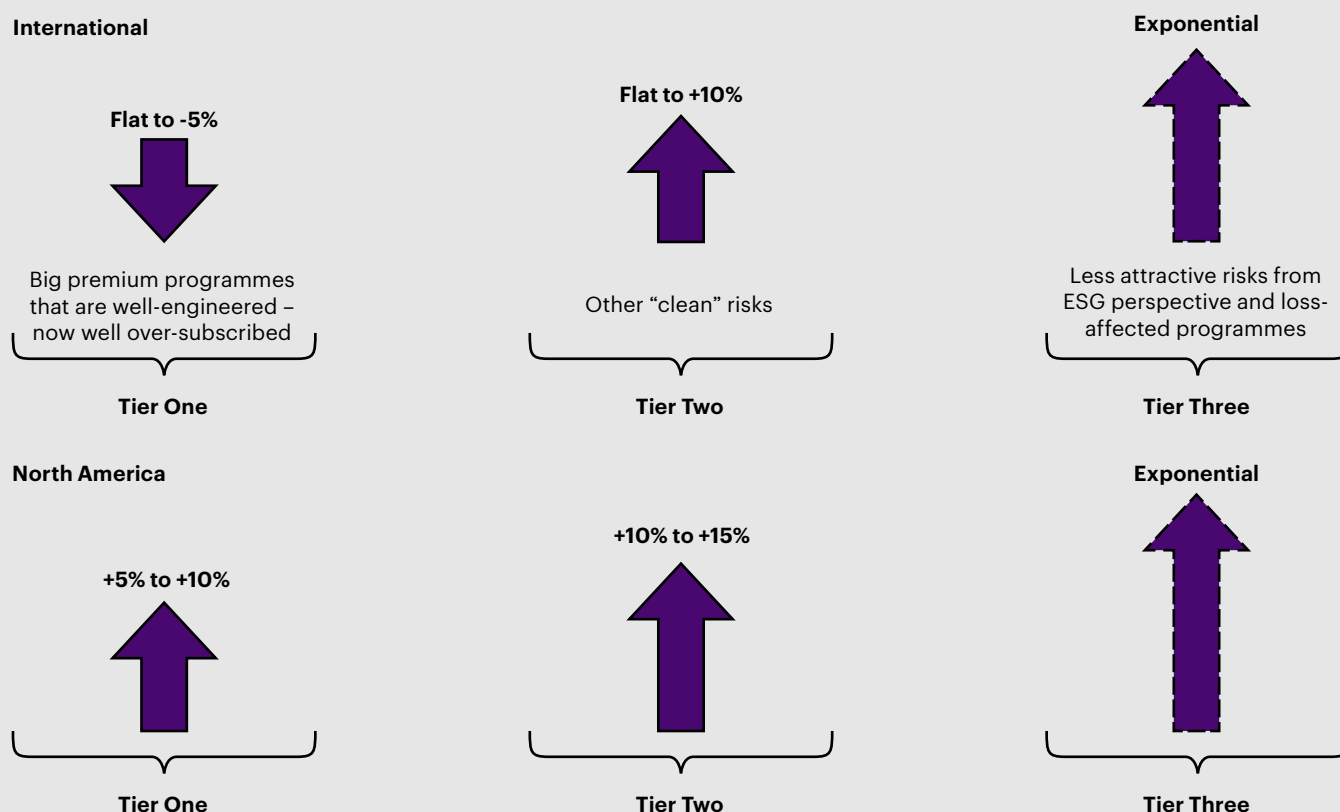 International
Exponential
Flat to +10%
Flat to -5%
Big premium programmes
that are well-engineered –
now well over-subscribed
Other “clean” risks
Less attractive risks from
ESG perspective and loss-
affected programmes
Tier One
Tier Two
Tier Three
North America
Exponential
+10% to +15%
+5% to +10%
Tier One
Tier Two
Tier Three